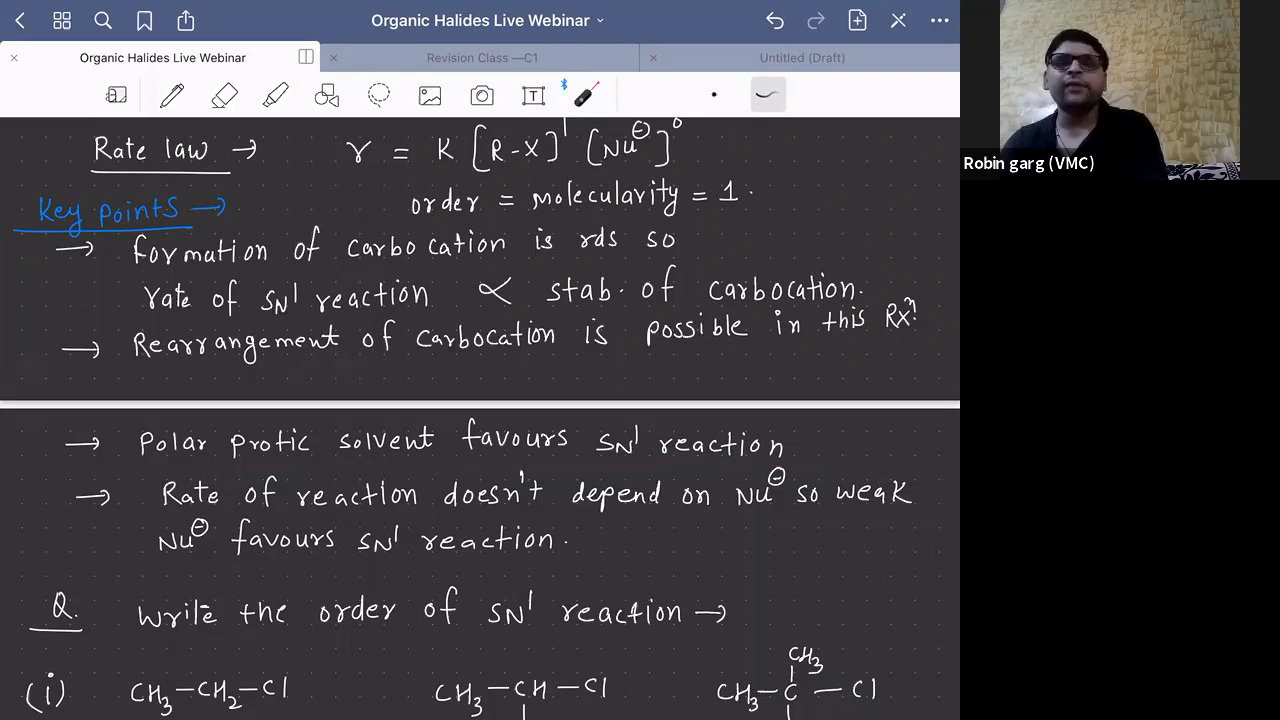 Organic Halides Live Webinar
Organic Halides Live Webinar
Revision Class —C1
Untitled (Draft)
T
Robin garg (VMC)
Rate law → r = K [R-X]¹ [Nu⊖]⁰
Key points → order = molecularity = 1.
→ formation of carbocation is rds so
rate of SN1 reaction ∝ stab. of carbocation.
→ Rearrangement of carbocation is possible in this Rxⁿ.
→ Polar protic solvent favours SN1 reaction
→ Rate of reaction doesn't depend on Nu⊖ so weak
Nu⊖ favours SN1 reaction.
Q. Write the order of SN1 reaction →
CH3
(i) CH3-CH2-Cl CH3-CH-Cl CH3-C-Cl